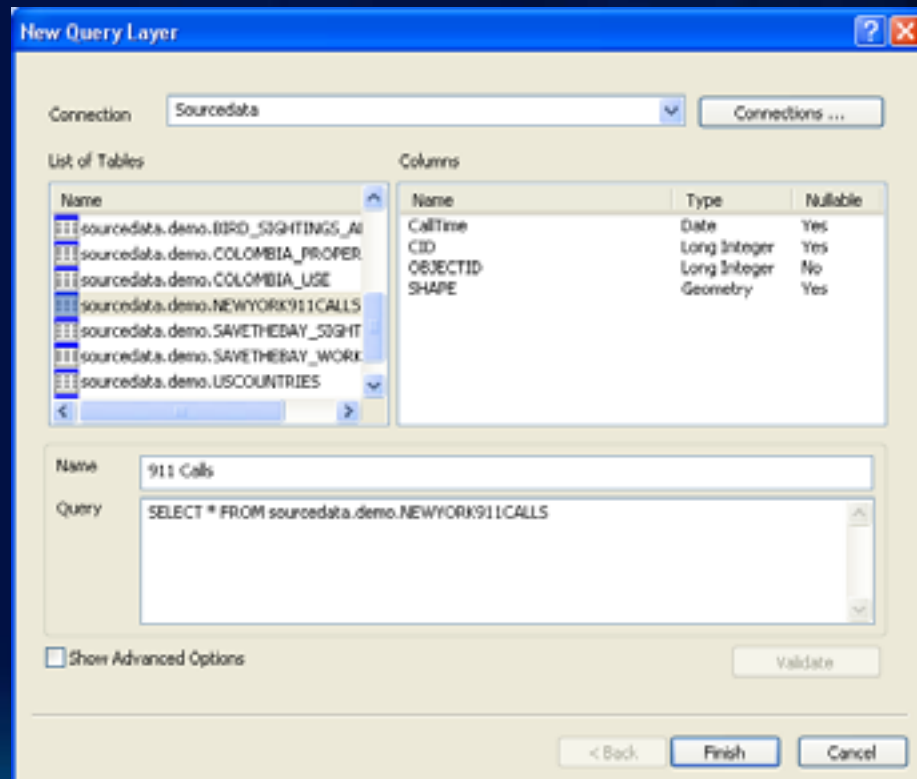 New Query Layer
Connection Sourcedata Connections ...
List of Tables Columns
Name
sourcedata.demo.BIRD_SIGHTINGS_A
sourcedata.demo.COLOMBIA_PROPER
sourcedata.demo.COLOMBIA_USE
sourcedata.demo.NEWYORK911CALLS
sourcedata.demo.SAVETHEBAY_SIGHT
sourcedata.demo.SAVETHEBAY_WORK
sourcedata.demo.USCOUNTRIES
Name Type Nullable
CallTime Date Yes
CID Long Integer Yes
OBJECTID Long Integer No
SHAPE Geometry Yes
Name 911 Calls
Query SELECT * FROM sourcedata.demo.NEWYORK911CALLS
Show Advanced Options Validate
< Back Finish Cancel